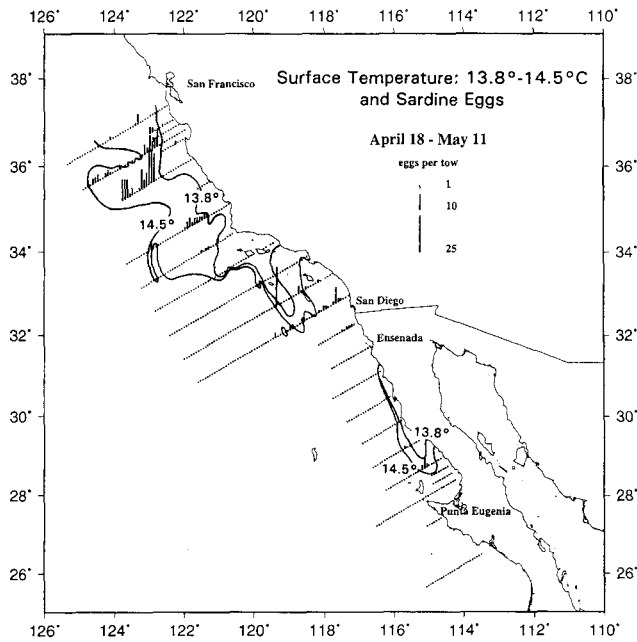 124° 122° 120° 118° 116° 114° 112° 110°
38° 38°
San Francisco
Surface Temperature: 13.8°-14.5°C
and Sardine Eggs
April 18 - May 11
eggs per tow
1
10
25
36° 36°
13.8°
14.5°
34° 34°
San Diego
32° 32°
Ensenada
30° 30°
13.8°
14.5°
28° 28°
Punta Eugenia
26° 26°
124° 122° 120° 118° 116° 114° 112° 110°